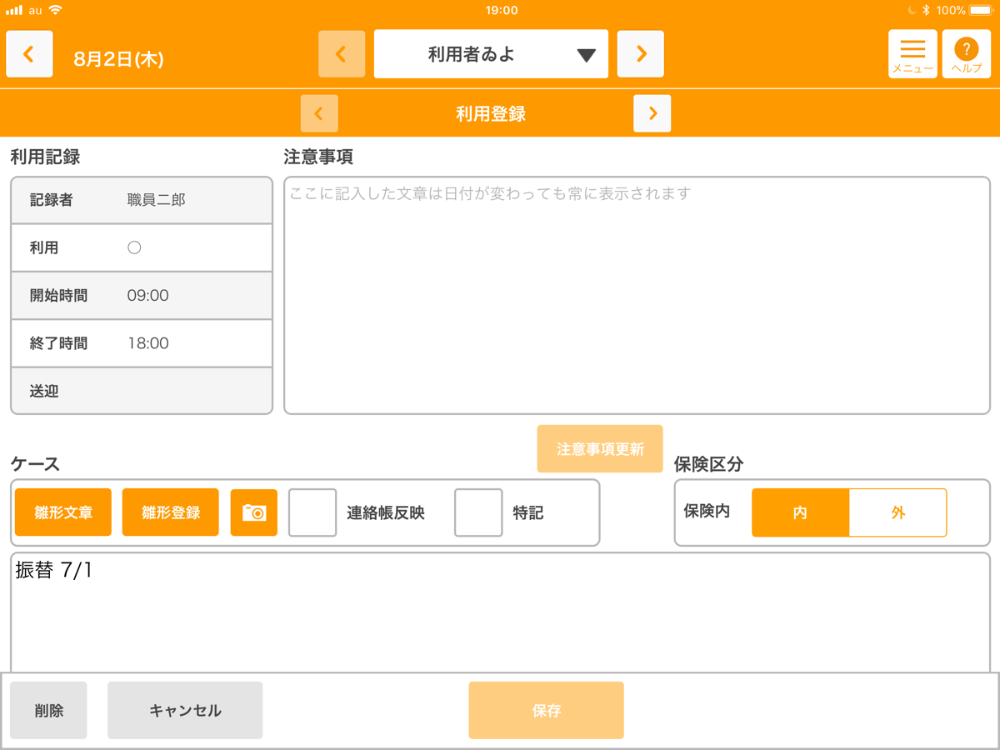 au 19:00 100%
8月2日(木)
利用者ゐよ
メニュー
?
ヘルプ
利用登録
利用記録
記録者 職員二郎
利用 ○
開始時間 09:00
終了時間 18:00
送迎
注意事項
ここに記入した文章は日付が変わっても常に表示されます
注意事項更新
ケース
雛形文章 雛形登録 連絡帳反映 特記
保険区分
保険内 内 外
振替 7/1
削除 キャンセル 保存